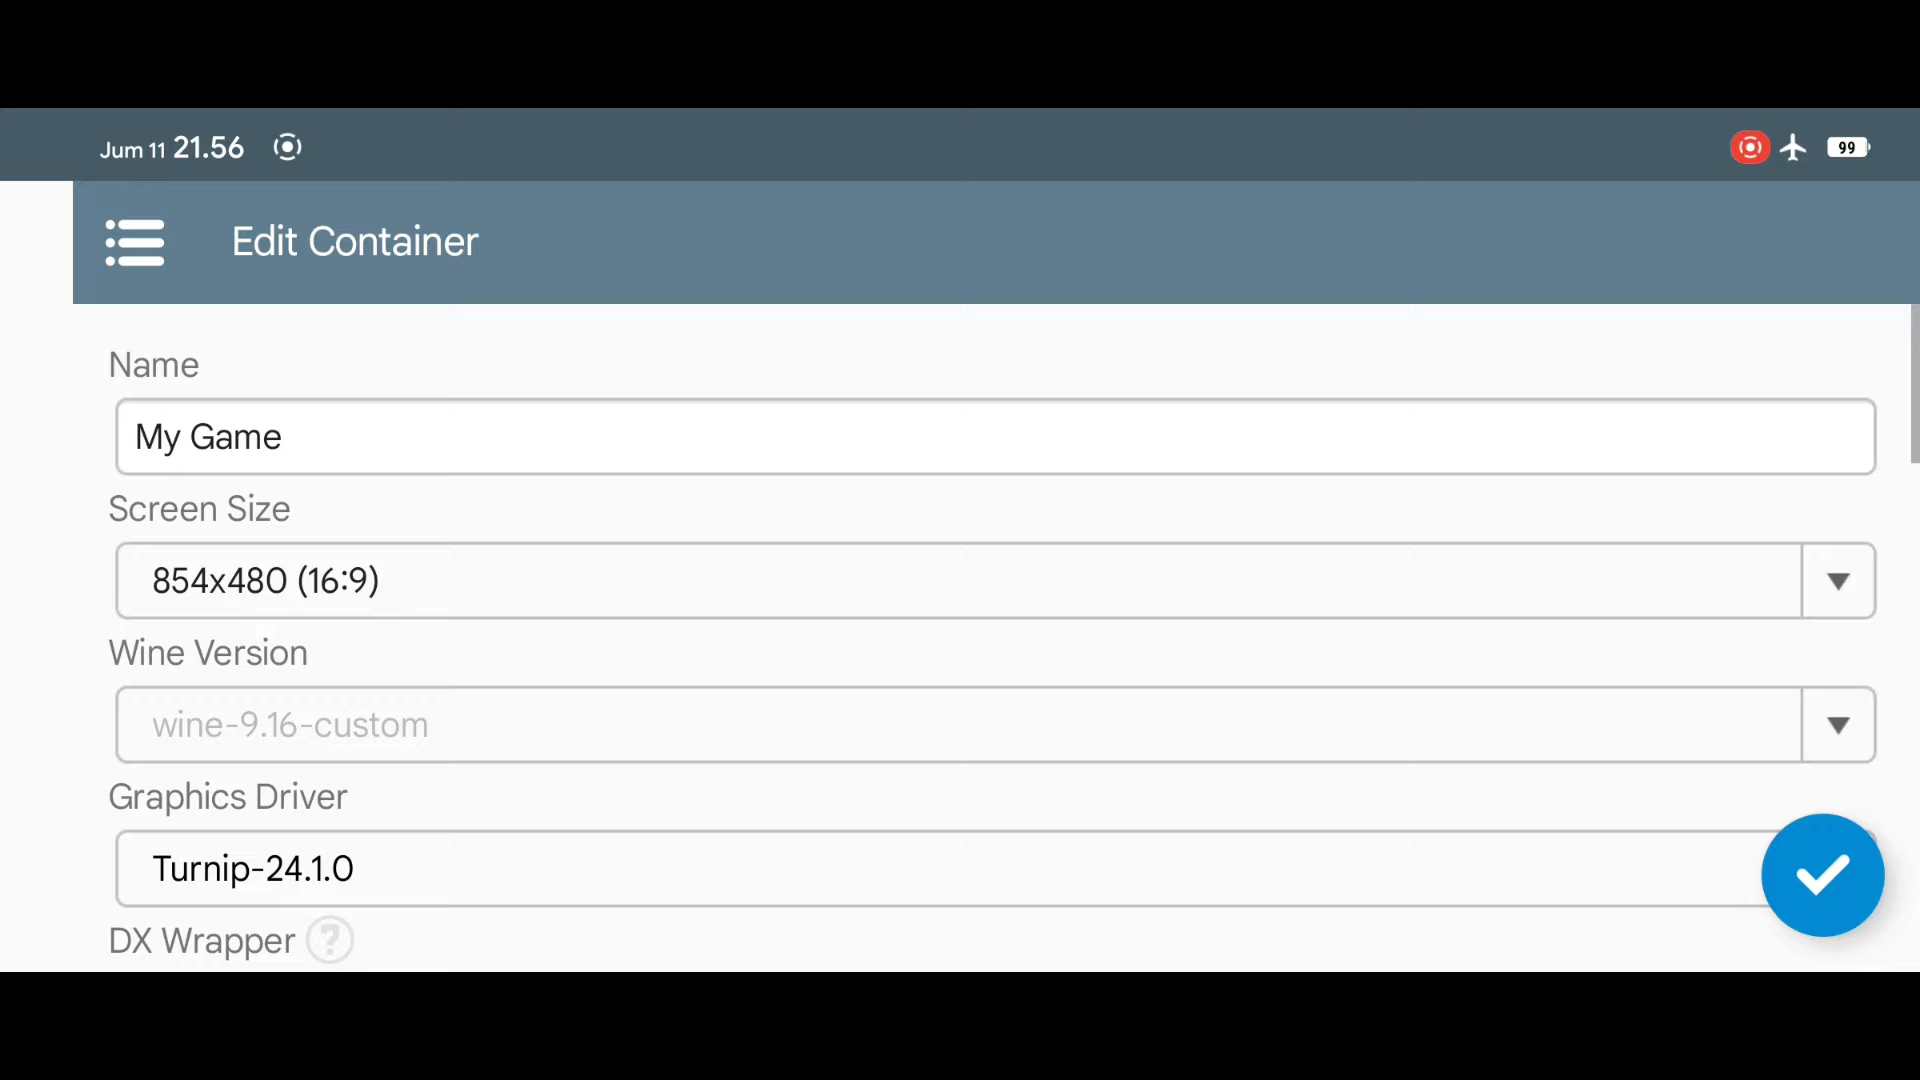 Jum 11 21.56
99
Edit Container
Name
My Game
Screen Size
854x480 (16:9)
Wine Version
wine-9.16-custom
Graphics Driver
Turnip-24.1.0
DX Wrapper ?